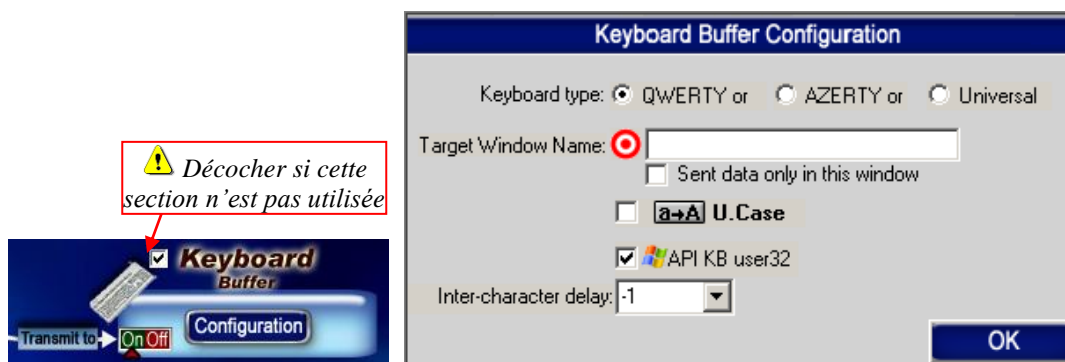 Décocher si cette
section n'est pas utilisée
Keyboard
Buffer
Transmit to
On Off
Configuration
Keyboard Buffer Configuration
Keyboard type: QWERTY or AZERTY or Universal
Target Window Name:
Sent data only in this window
a→A U.Case
API KB user32
Inter-character delay: -1
OK